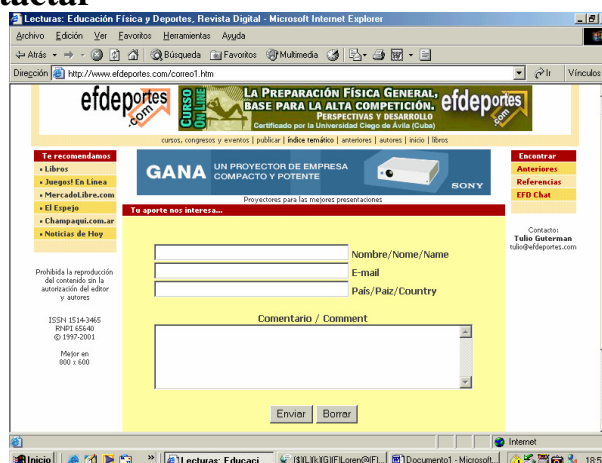 Lecturas: Educación Física y Deportes, Revista Digital - Microsoft Internet Explorer
Archivo Edición Ver Favoritos Herramientas Ayuda
Atrás Búsqueda Favoritos Multimedia
Dirección http://www.efdeportes.com/correo1.htm Ir Vínculos
efdeportes .com
CURSO ON LINE
LA PREPARACIÓN FÍSICA GENERAL,
BASE PARA LA ALTA COMPETICIÓN.
PERSPECTIVAS Y DESARROLLO
Certificado por la Universidad Ciego de Ávila (Cuba)
efdeportes .com
cursos, congresos y eventos | publicar | índice temático | anteriores | autores | inicio | libros
Te recomendamos
• Libros
• Juegos! En Linea
• MercadoLibre.com
• El Espejo
• Champaqui.com.ar
• Noticias de Hoy
Prohibida la reproducción
del contenido sin la
autorización del editor
y autores
ISSN 1514-3465
RNPI 65640
© 1997-2001
Mejor en
800 x 600
GANA UN PROYECTOR DE EMPRESA
COMPACTO Y POTENTE
SONY
Proyectores para las mejores presentaciones
Tu aporte nos interesa...
Nombre/Nome/Name
E-mail
País/Paiz/Country
Comentario / Comment
Enviar Borrar
Encontrar
Anteriores
Referencias
EFD Chat
Contacto:
Tulio Guterman
tulio@efdeportes.com
Internet
Inicio Lecturas: Educaci... Documento1 - Microsoft...